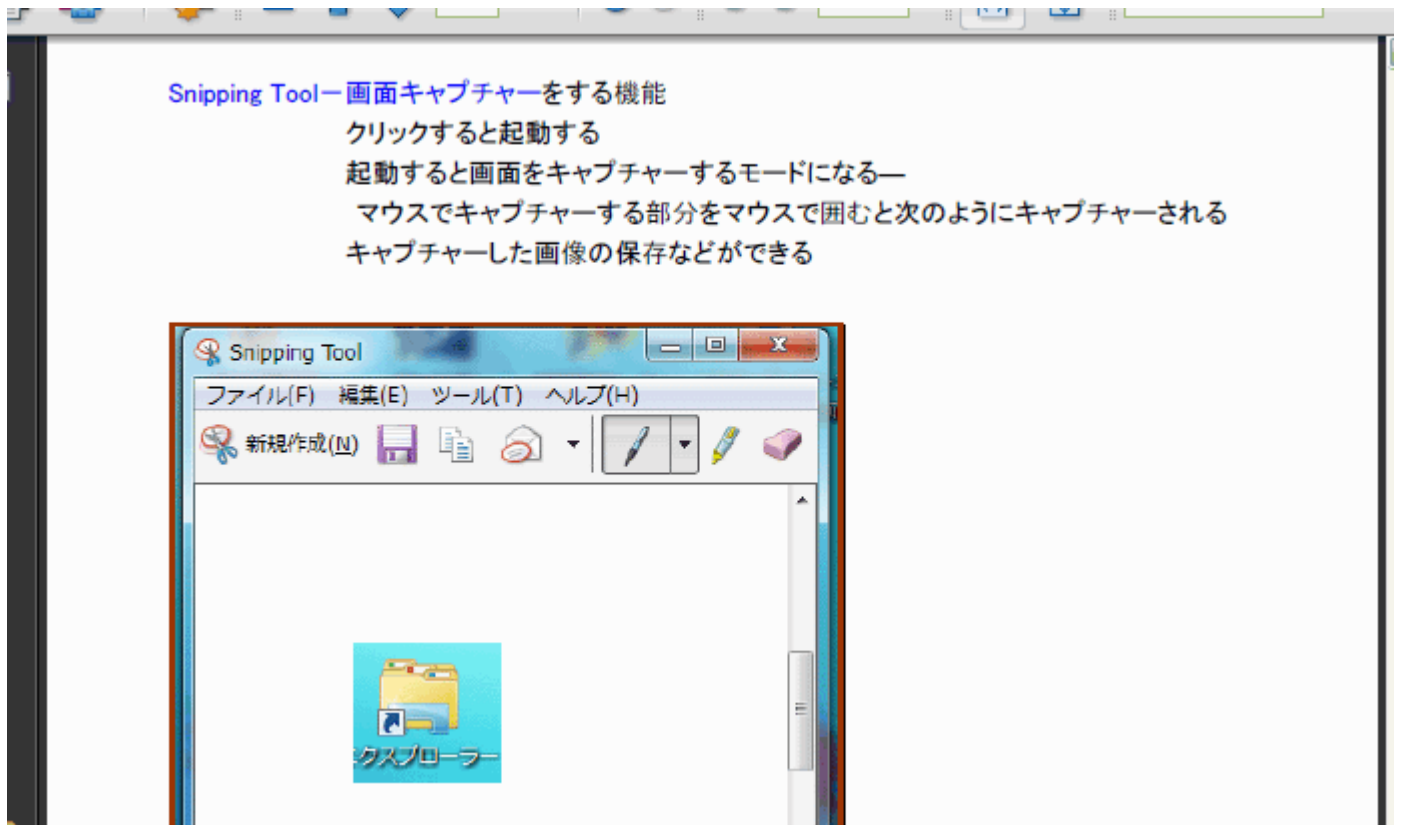 Snipping Tool－画面キャプチャーをする機能
クリックすると起動する
起動すると画面をキャプチャーするモードになる―
マウスでキャプチャーする部分をマウスで囲むと次のようにキャプチャーされる
キャプチャーした画像の保存などができる
Snipping Tool
ファイル(F) 編集(E) ツール(T) ヘルプ(H)
新規作成(N)
エクスプローラー